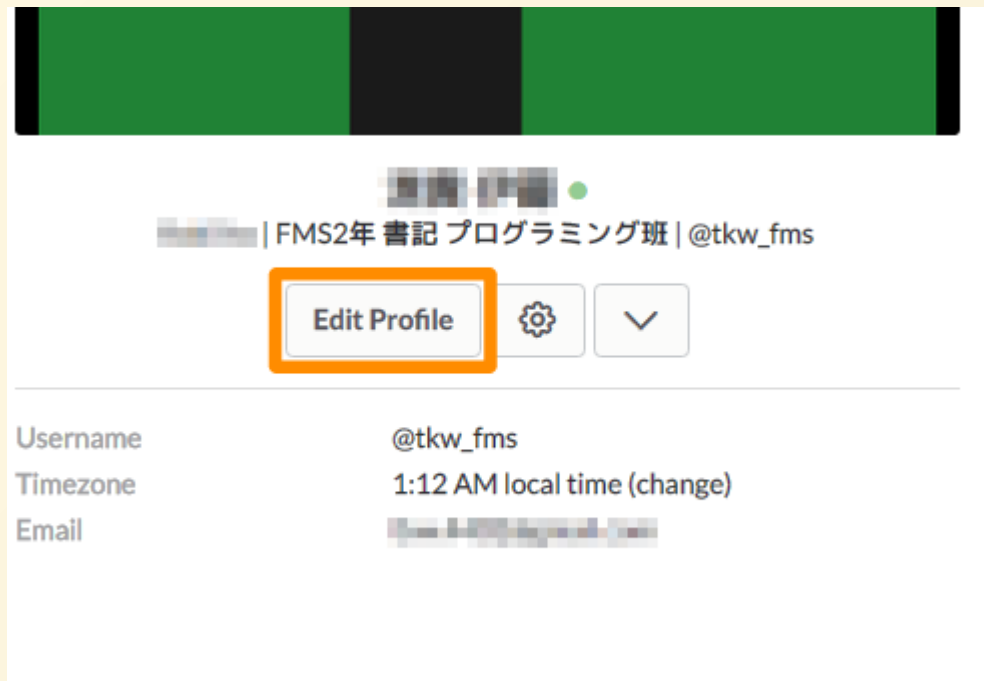 | FMS2年 書記 プログラミング班 | @tkw_fms
Edit Profile
Username @tkw_fms
Timezone 1:12 AM local time (change)
Email